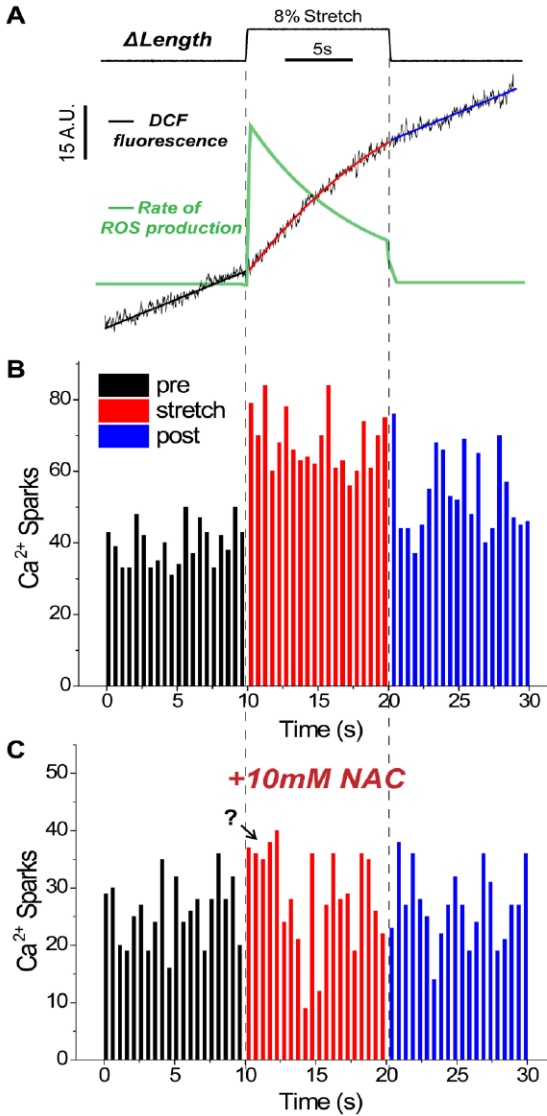 A
8% Stretch
ΔLength
5s
15 A.U.
DCF
fluorescence
Rate of
ROS production
B
pre
stretch
post
Ca2+ Sparks
80
60
40
20
0
0 5 10 15 20 25 30
Time (s)
C
+10mM NAC
?
Ca2+ Sparks
50
40
30
20
10
0
0 5 10 15 20 25 30
Time (s)